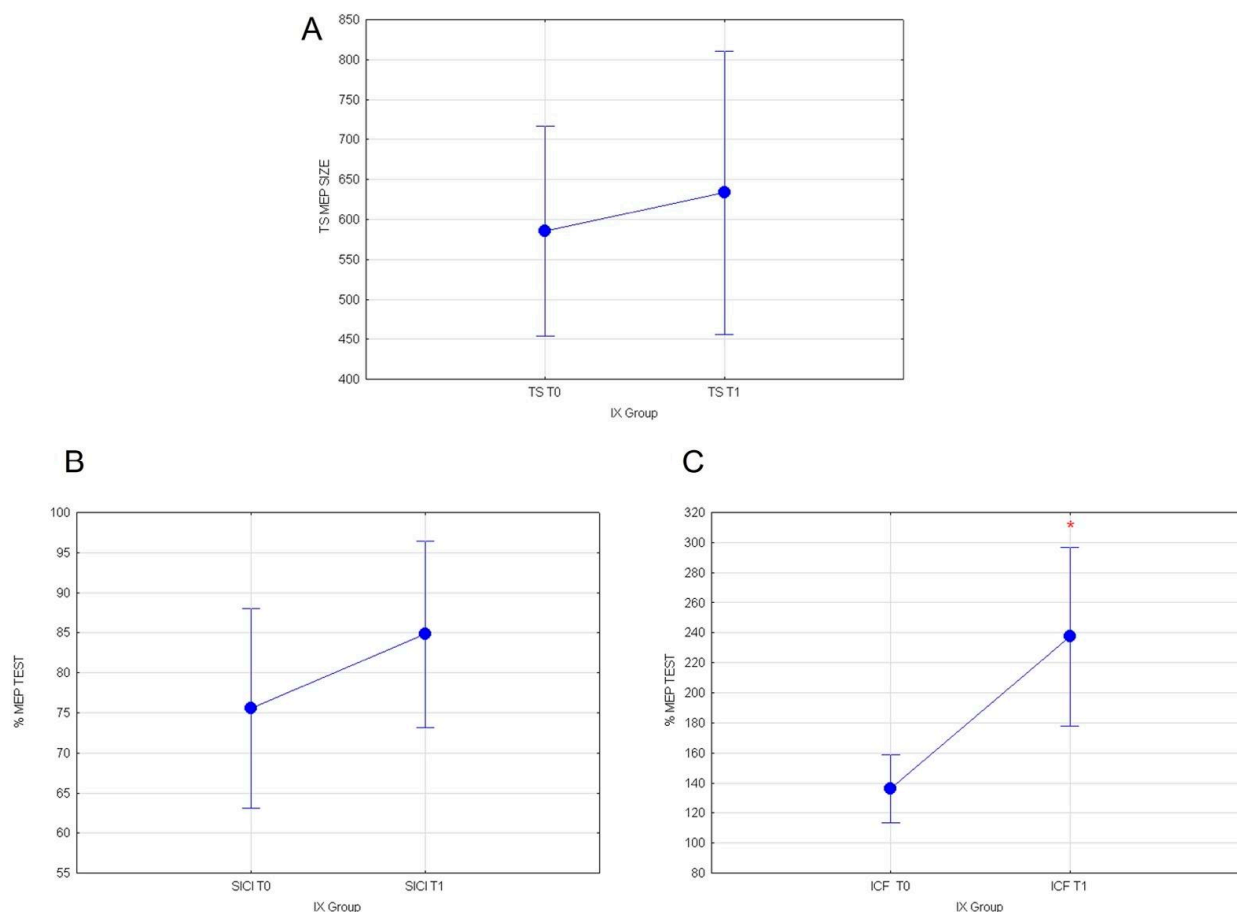 A
850
800
750
700
650
600
550
500
450
400
TS MEP SIZE
TS T0
TS T1
IX Group
B
100
95
90
85
80
75
70
65
60
55
% MEP TEST
SICI T0
SICI T1
IX Group
C
320
300
280
260
240
220
200
180
160
140
120
100
80
% MEP TEST
*
ICF T0
ICF T1
IX Group